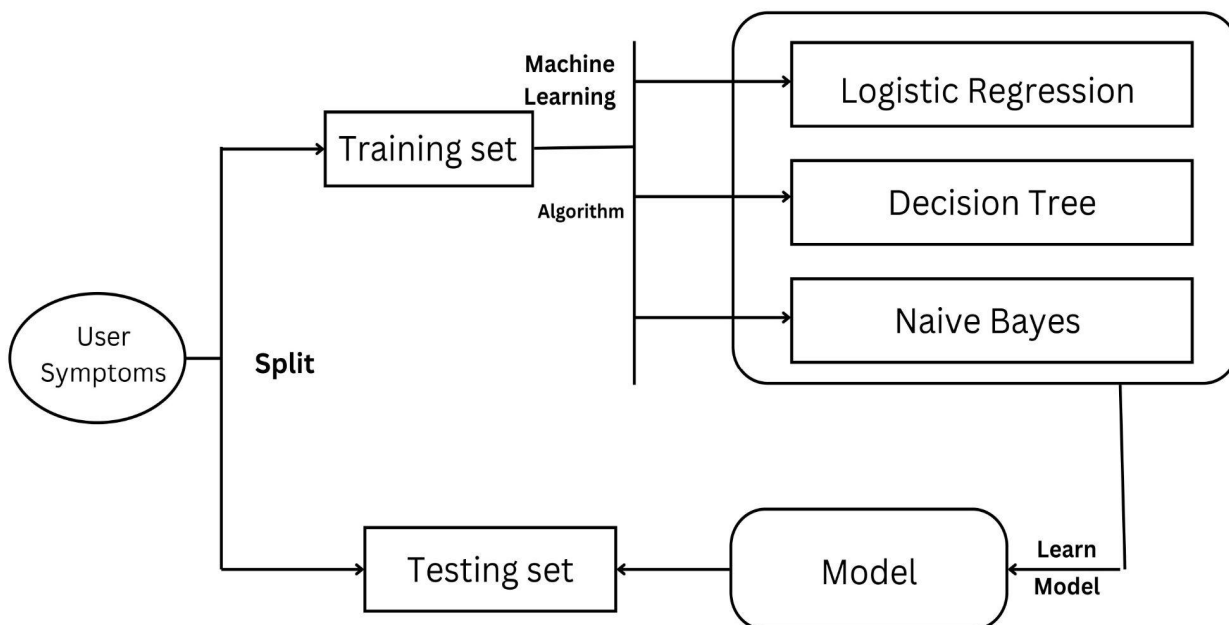 Machine
Learning
Logistic Regression
Training set
Algorithm
Decision Tree
Naive Bayes
User
Symptoms
Split
Testing set
Model
Learn
Model